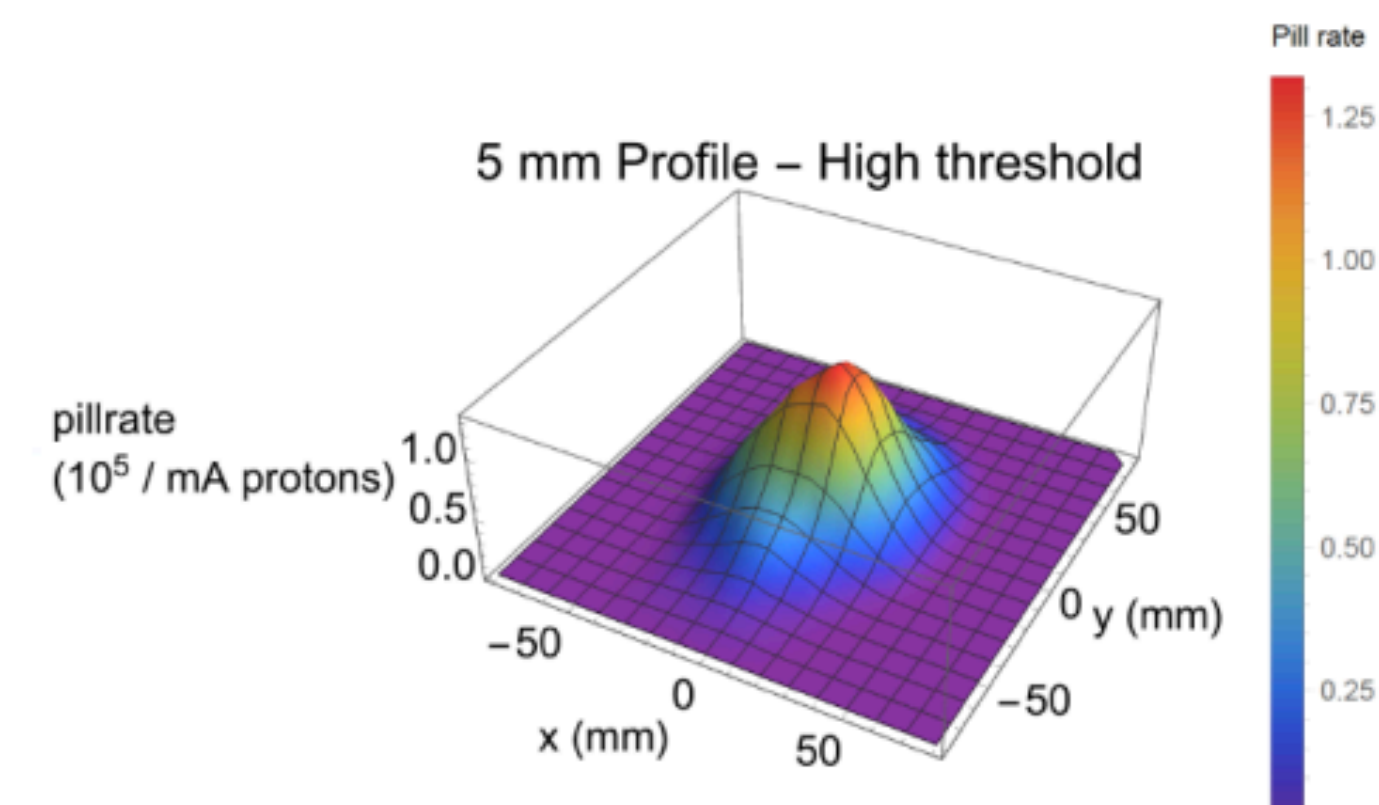 Pill rate
1.25
5 mm Profile – High threshold
1.00
0.75
pillrate
(10⁵ / mA protons)
1.0
0.5
0.0
0.50
50
0
y (mm)
−50
−50
0
50
x (mm)
0.25